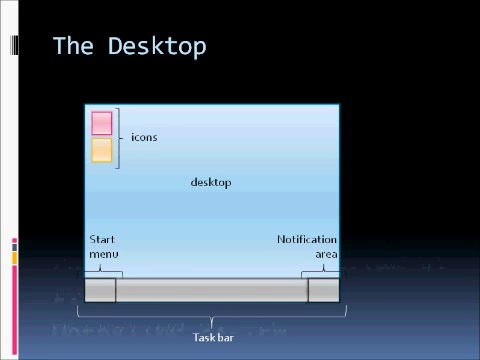 The Desktop
icons
desktop
Start
menu
Notification
area
Task bar